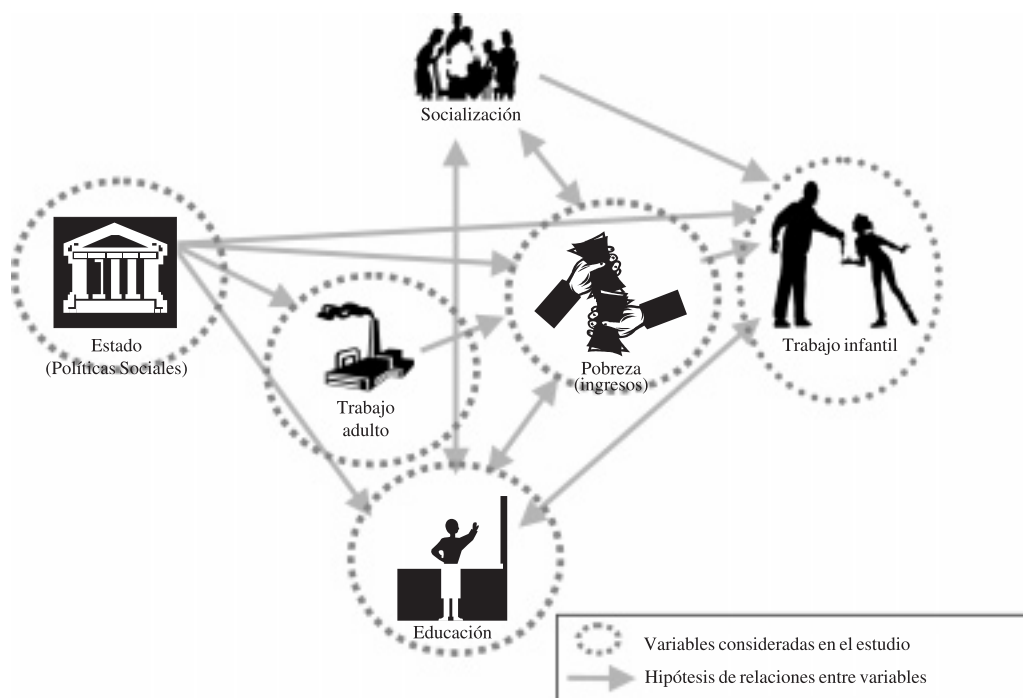 Socialización
Estado
(Políticas Sociales)
Trabajo
adulto
Pobreza
(ingresos)
Trabajo infantil
Educación
Variables consideradas en el estudio
Hipótesis de relaciones entre variables